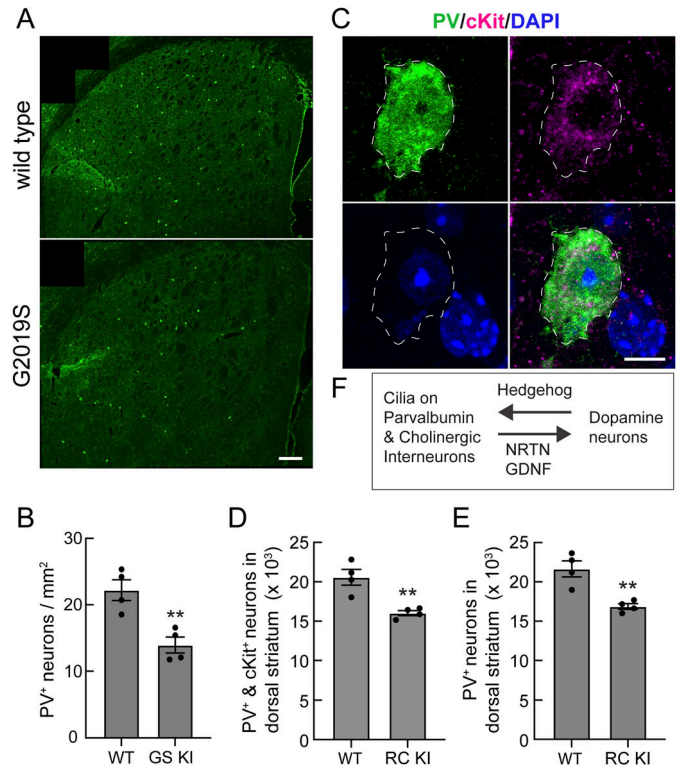 A
wild type
G2019S
C
PV/cKit/DAPI
F
Cilia on
Parvalbumin
& Cholinergic
Interneurons
Hedgehog
NRTN
GDNF
Dopamine
neurons
B
PV⁺ neurons / mm²
30
20
10
0
**
WT
GS KI
D
PV⁺ & cKit⁺ neurons in
dorsal striatum (x 10³)
25
20
15
10
5
0
**
WT
RC KI
E
PV⁺ neurons in
dorsal striatum (x 10³)
25
20
15
10
5
0
**
WT
RC KI